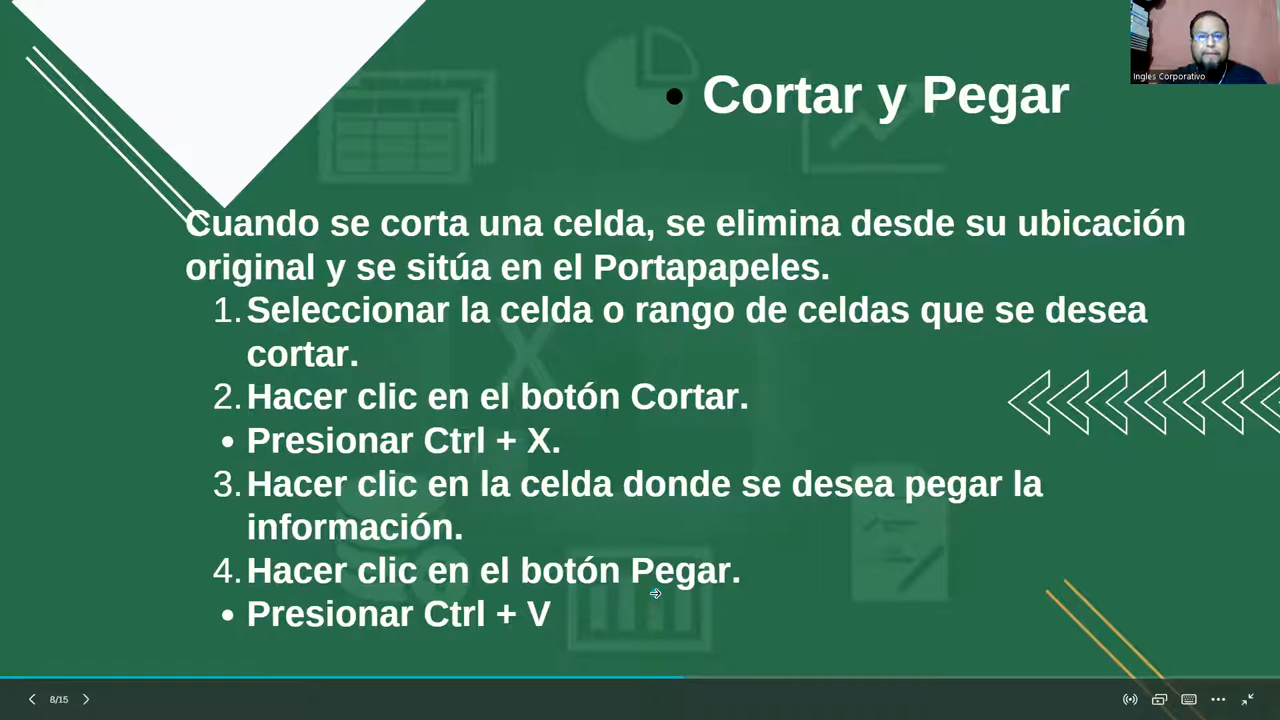 Ingles Corporativo
• Cortar y Pegar
Cuando se corta una celda, se elimina desde su ubicación
original y se sitúa en el Portapapeles.
1. Seleccionar la celda o rango de celdas que se desea
cortar.
2. Hacer clic en el botón Cortar.
• Presionar Ctrl + X.
3. Hacer clic en la celda donde se desea pegar la
información.
4. Hacer clic en el botón Pegar.
• Presionar Ctrl + V
8/15